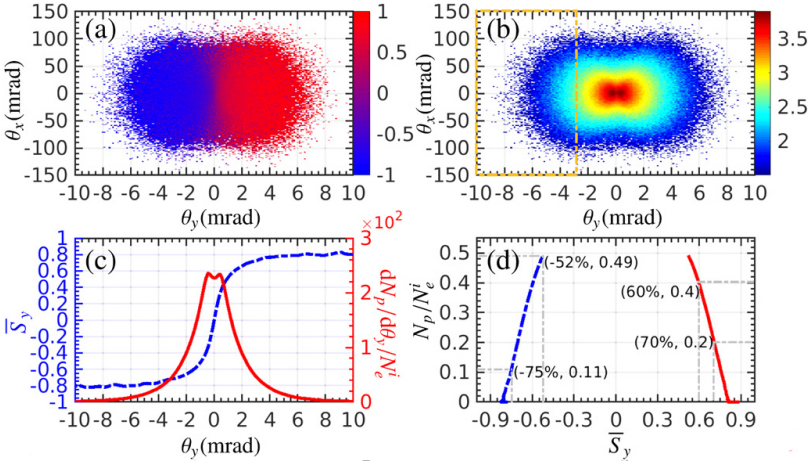 (a)
150
100
50
0
-50
-100
-150
θx(mrad)
-10 -8 -6 -4 -2 0 2 4 6 8 10
θy(mrad)
1
0.5
0
-0.5
-1
(b)
150
100
50
0
-50
-100
-150
θx(mrad)
-10 -8 -6 -4 -2 0 2 4 6 8 10
θy(mrad)
3.5
3
2.5
2
(c)
1
0.8
0.6
0.4
0.2
0
-0.2
-0.4
-0.6
-0.8
-1
S̅y
×10²
3
2
1
0
dNp/dθy/Nei
-10 -8 -6 -4 -2 0 2 4 6 8 10
θy(mrad)
(d)
0.5
0.4
0.3
0.2
0.1
0
Np/Nei
(-52%, 0.49)
(60%, 0.4)
(70%, 0.2)
(-75%, 0.11)
-0.9 -0.6 -0.3 0 0.3 0.6 0.9
S̅y